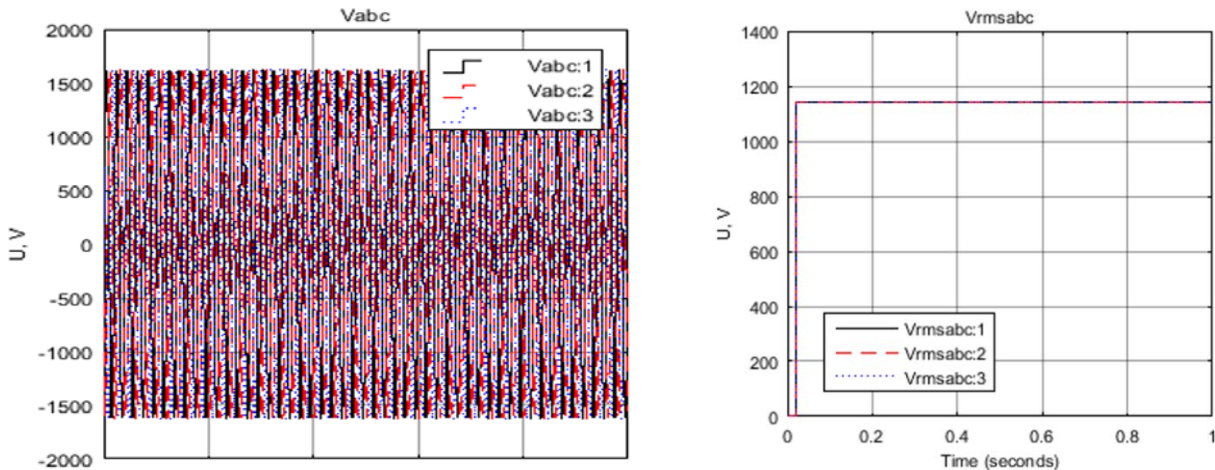 Vabc
2000
1500
1000
500
0
-500
-1000
-1500
-2000
U, V
Vabc:1
Vabc:2
Vabc:3
Vrmsabc
1400
1200
1000
800
600
400
200
0
U, V
Vrmsabc:1
Vrmsabc:2
Vrmsabc:3
0 0.2 0.4 0.6 0.8 1
Time (seconds)